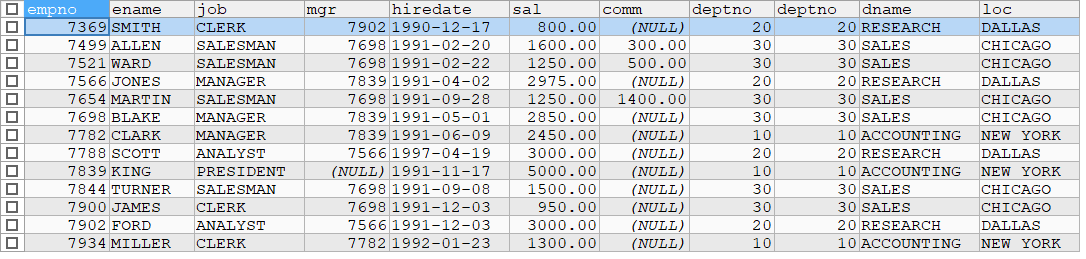 empno ename job mgr hiredate sal comm deptno deptno dname loc
7369 SMITH CLERK 7902 1990-12-17 800.00 (NULL) 20 20 RESEARCH DALLAS
7499 ALLEN SALESMAN 7698 1991-02-20 1600.00 300.00 30 30 SALES CHICAGO
7521 WARD SALESMAN 7698 1991-02-22 1250.00 500.00 30 30 SALES CHICAGO
7566 JONES MANAGER 7839 1991-04-02 2975.00 (NULL) 20 20 RESEARCH DALLAS
7654 MARTIN SALESMAN 7698 1991-09-28 1250.00 1400.00 30 30 SALES CHICAGO
7698 BLAKE MANAGER 7839 1991-05-01 2850.00 (NULL) 30 30 SALES CHICAGO
7782 CLARK MANAGER 7839 1991-06-09 2450.00 (NULL) 10 10 ACCOUNTING NEW YORK
7788 SCOTT ANALYST 7566 1997-04-19 3000.00 (NULL) 20 20 RESEARCH DALLAS
7839 KING PRESIDENT (NULL) 1991-11-17 5000.00 (NULL) 10 10 ACCOUNTING NEW YORK
7844 TURNER SALESMAN 7698 1991-09-08 1500.00 (NULL) 30 30 SALES CHICAGO
7900 JAMES CLERK 7698 1991-12-03 950.00 (NULL) 30 30 SALES CHICAGO
7902 FORD ANALYST 7566 1991-12-03 3000.00 (NULL) 20 20 RESEARCH DALLAS
7934 MILLER CLERK 7782 1992-01-23 1300.00 (NULL) 10 10 ACCOUNTING NEW YORK